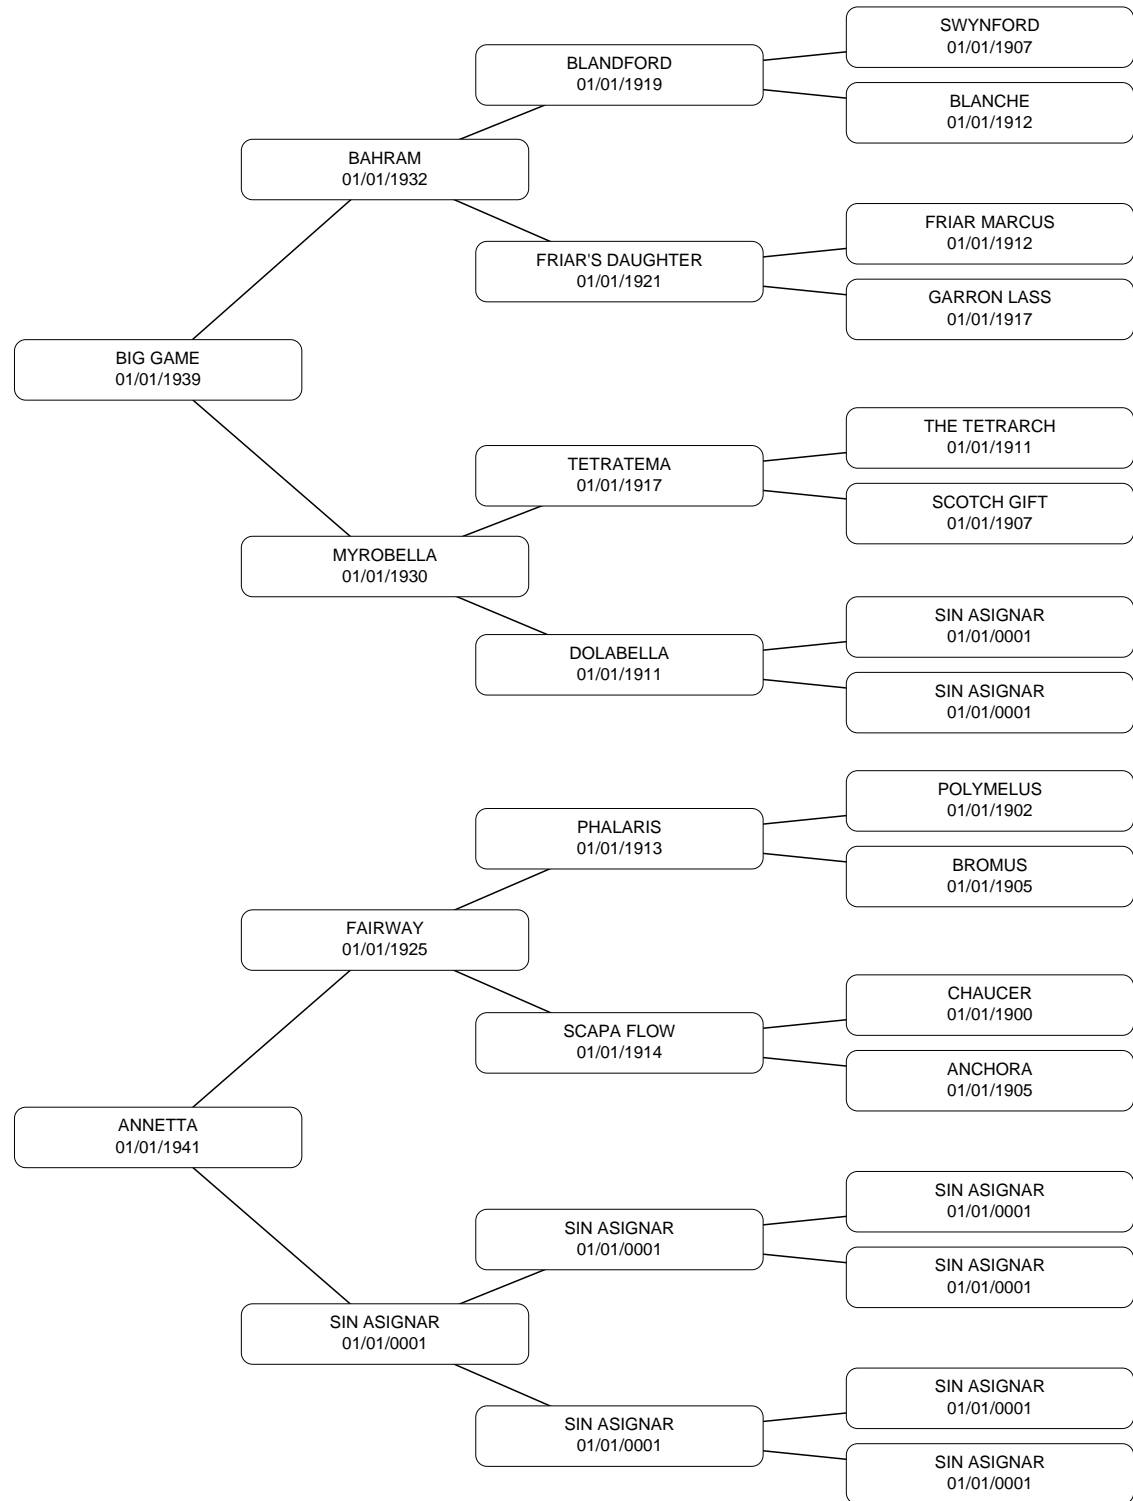 SWYNFORD
01/01/1907
BLANDFORD
01/01/1919
BLANCHE
01/01/1912
BAHRAM
01/01/1932
FRIAR MARCUS
01/01/1912
FRIAR'S DAUGHTER
01/01/1921
GARRON LASS
01/01/1917
BIG GAME
01/01/1939
THE TETRARCH
01/01/1911
TETRATEMA
01/01/1917
SCOTCH GIFT
01/01/1907
MYROBELLA
01/01/1930
SIN ASIGNAR
01/01/0001
DOLABELLA
01/01/1911
SIN ASIGNAR
01/01/0001
POLYMELUS
01/01/1902
PHALARIS
01/01/1913
BROMUS
01/01/1905
FAIRWAY
01/01/1925
CHAUCER
01/01/1900
SCAPA FLOW
01/01/1914
ANCHORA
01/01/1905
ANNETTA
01/01/1941
SIN ASIGNAR
01/01/0001
SIN ASIGNAR
01/01/0001
SIN ASIGNAR
01/01/0001
SIN ASIGNAR
01/01/0001
SIN ASIGNAR
01/01/0001
SIN ASIGNAR
01/01/0001
SIN ASIGNAR
01/01/0001